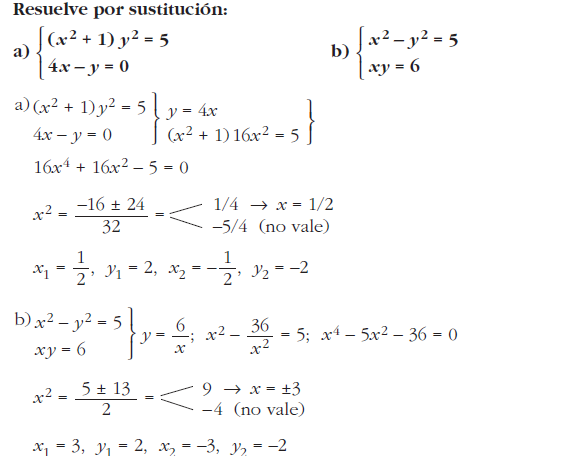 Resuelve por sustitución:
a) { (x² + 1) y² = 5
4x – y = 0
b) { x² – y² = 5
xy = 6
a) (x² + 1) y² = 5 } y = 4x }
4x – y = 0 (x² + 1) 16x² = 5
16x⁴ + 16x² – 5 = 0
x² = (–16 ± 24)/32 = < 1/4 → x = 1/2
–5/4 (no vale)
x₁ = 1/2, y₁ = 2, x₂ = –1/2, y₂ = –2
b) x² – y² = 5 } y = 6/x; x² – 36/x² = 5; x⁴ – 5x² – 36 = 0
xy = 6
x² = (5 ± 13)/2 = < 9 → x = ±3
–4 (no vale)
x₁ = 3, y₁ = 2, x₂ = –3, y₂ = –2